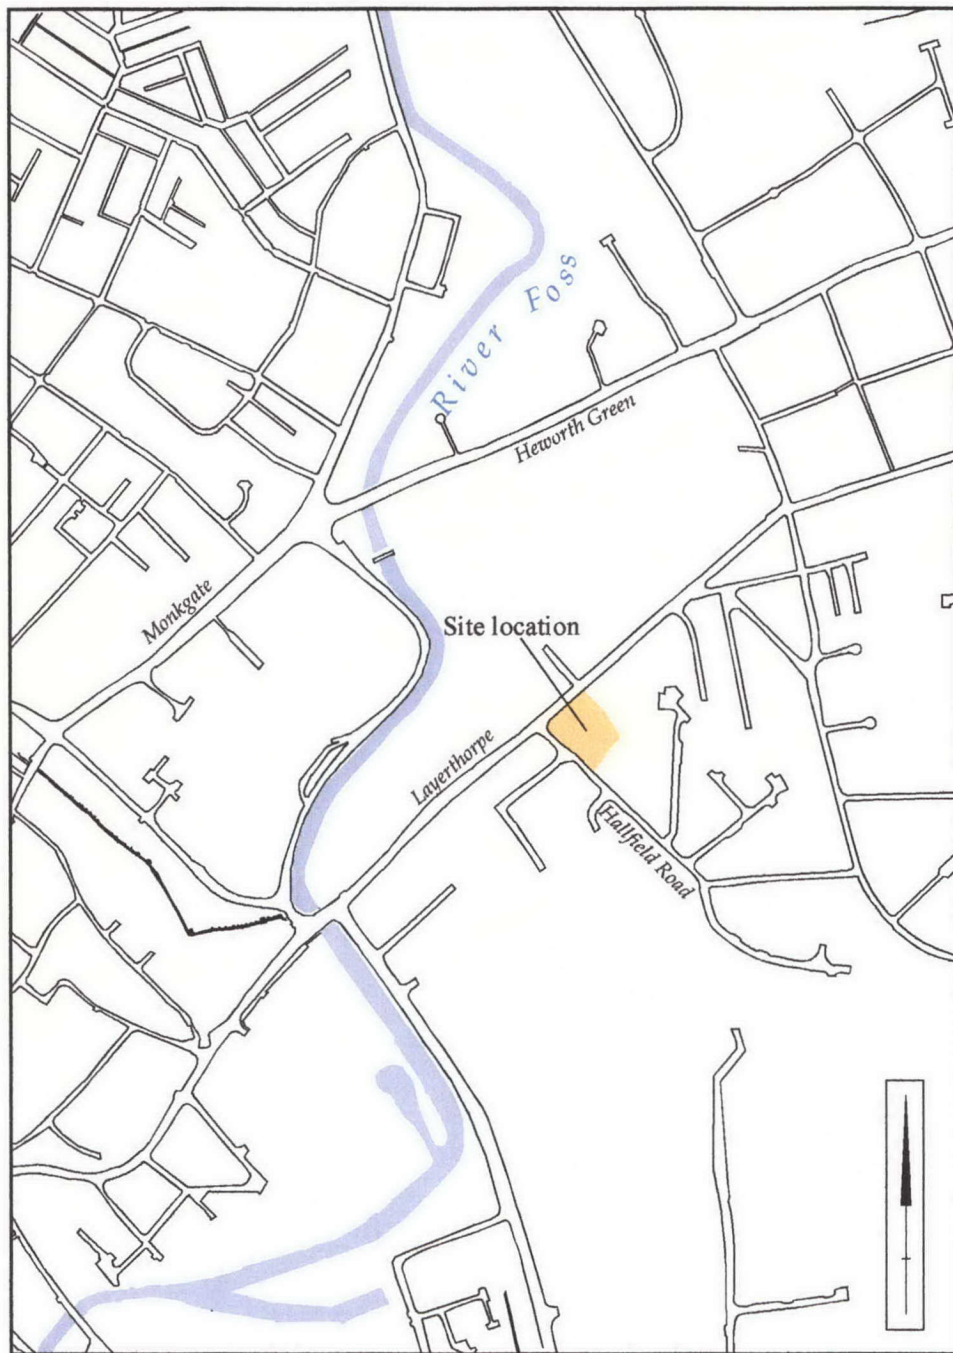 River Foss
Heworth Green
Monkgate
Site location
Layerthorpe
Hallfield Road